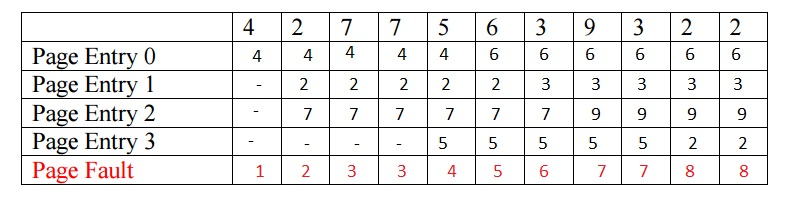 4 2 7 7 5 6 3 9 3 2 2
Page Entry 0 4 4 4 4 4 6 6 6 6 6 6
Page Entry 1 - 2 2 2 2 2 3 3 3 3 3
Page Entry 2 - 7 7 7 7 7 7 9 9 9 9
Page Entry 3 - - - - 5 5 5 5 5 2 2
Page Fault 1 2 3 3 4 5 6 7 7 8 8